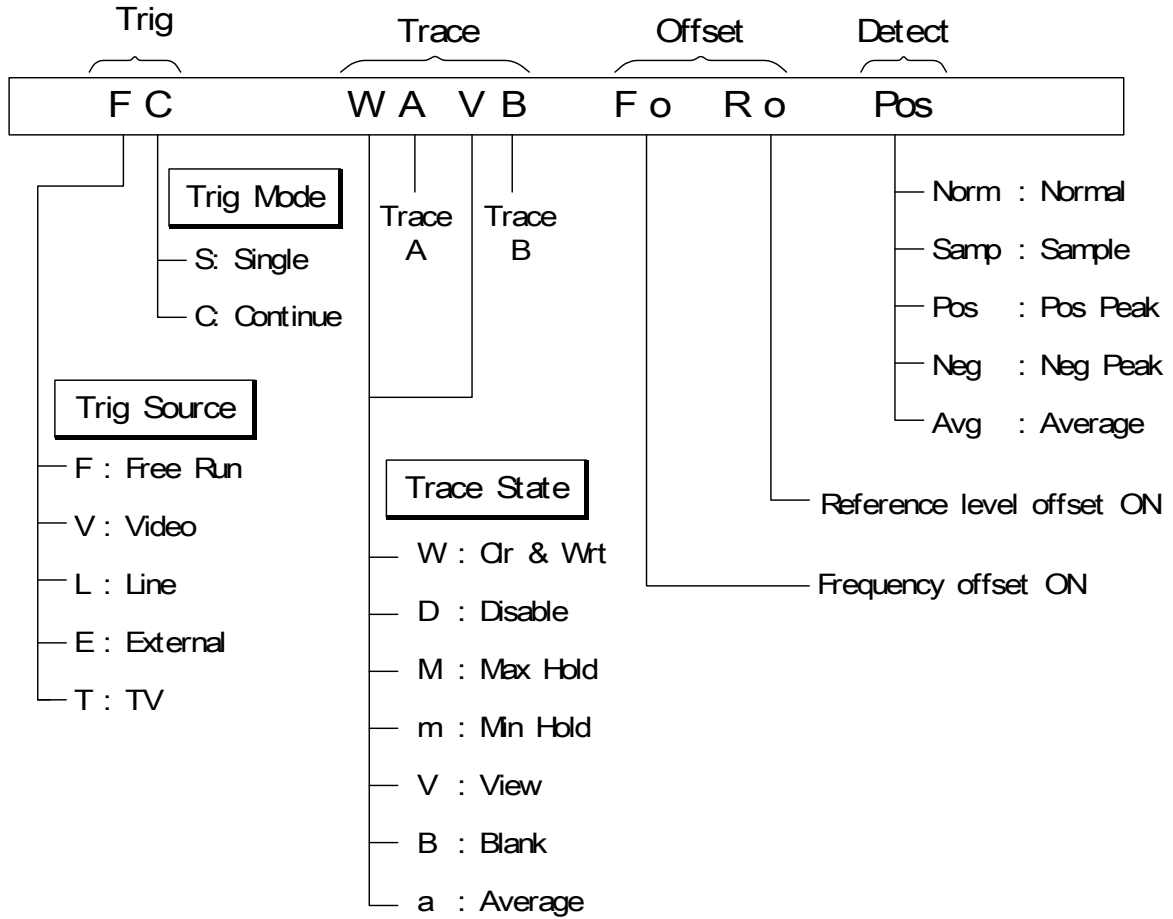 Trig Trace Offset Detect
F C W A V B F o R o Pos
Trig Mode
S: Single
C: Continue
Trace A
Trace B
Norm : Normal
Samp : Sample
Pos : Pos Peak
Neg : Neg Peak
Avg : Average
Trig Source
F : Free Run
V : Video
L : Line
E : External
T : TV
Trace State
W : Clr & Wrt
D : Disable
M : Max Hold
m : Min Hold
V : View
B : Blank
a : Average
Reference level offset ON
Frequency offset ON